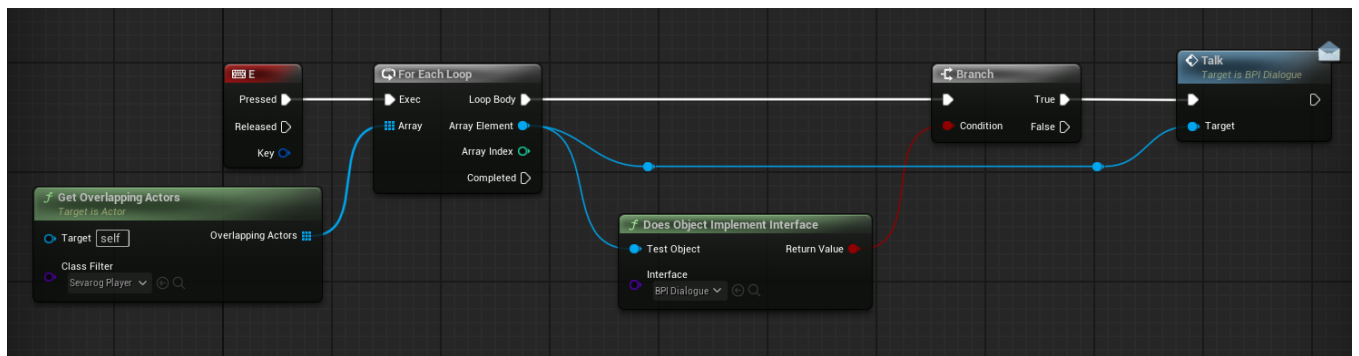 E
Pressed
Released
Key
For Each Loop
Exec
Loop Body
Array
Array Element
Array Index
Completed
Branch
True
Condition
False
Talk
Target is BPI Dialogue
Target
f Get Overlapping Actors
Target is Actor
Target self
Overlapping Actors
Class Filter
Sevarog Player
f Does Object Implement Interface
Test Object
Return Value
Interface
BPI Dialogue